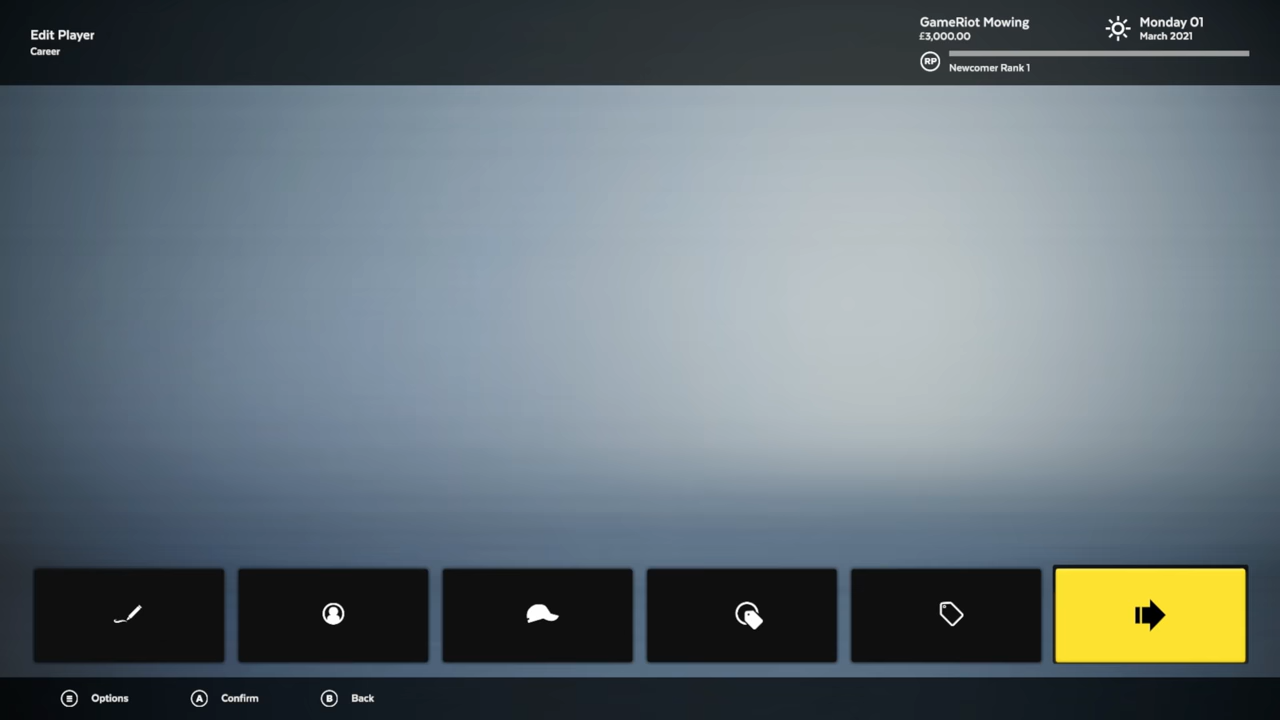 Edit Player
Career
GameRiot Mowing
£3,000.00
Monday 01
March 2021
RP
Newcomer Rank 1
Options
A
Confirm
B
Back